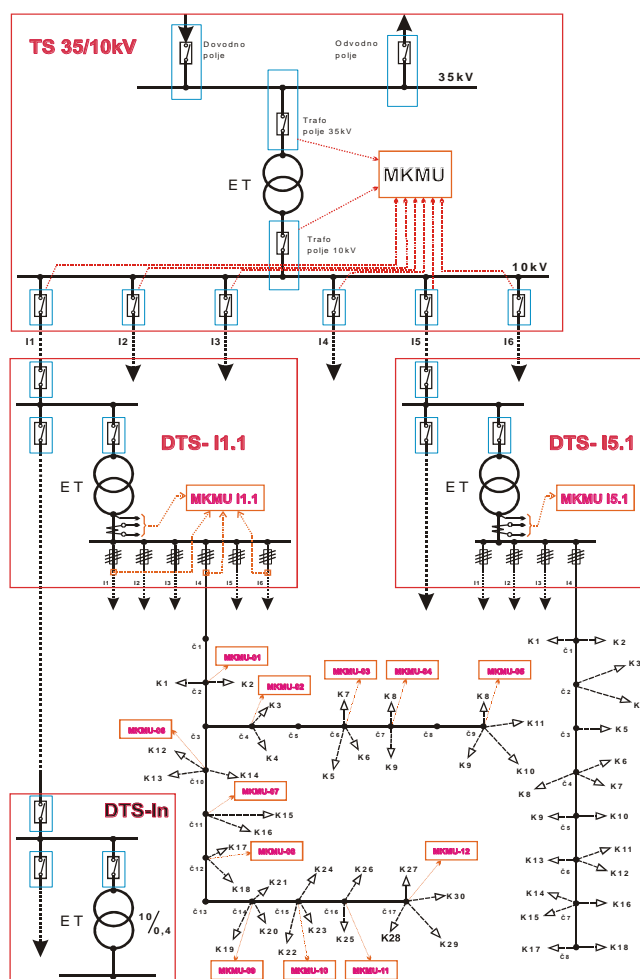 TS 35/10kV
Dovodno
polje
Odvodno
polje
35kV
Trafo
polje 35kV
ET
MKMU
Trafo
polje 10kV
10kV
I1
I2
I3
I4
I5
I6
DTS- I1.1
ET
MKMU I1.1
I1
I2
I3
I4
I5
I6
DTS- I5.1
ET
MKMU I5.1
I1
I2
I3
I4
Č1
MKMU-01
K1
K2
Č2
MKMU-02
MKMU-03
MKMU-04
MKMU-05
K3
K4
K7
K8
K8
K11
Č3
Č4
Č5
Č6
Č7
Č8
Č9
K5
K6
K9
K9
K10
MKMU-06
K12
K13
K14
Č10
MKMU-07
K15
K16
Č11
MKMU-08
K17
K18
Č12
Č13
K21
K24
K26
K27
MKMU-12
K30
Č14
Č15
Č16
Č17
K19
K20
K22
K23
K25
K28
K29
MKMU-09
MKMU-10
MKMU-11
K1
K2
Č1
K3
K
Č2
K5
Č3
K6
K7
K8
Č4
K9
K10
Č5
K11
K12
K13
Č6
K14
K15
K16
Č7
K17
K18
Č8
DTS-In
ET
10/
0,4